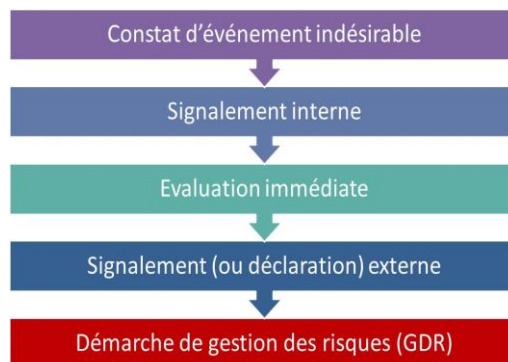 Constat d'événement indésirable
Signalement interne
Evaluation immédiate
Signalement (ou déclaration) externe
Démarche de gestion des risques (GDR)